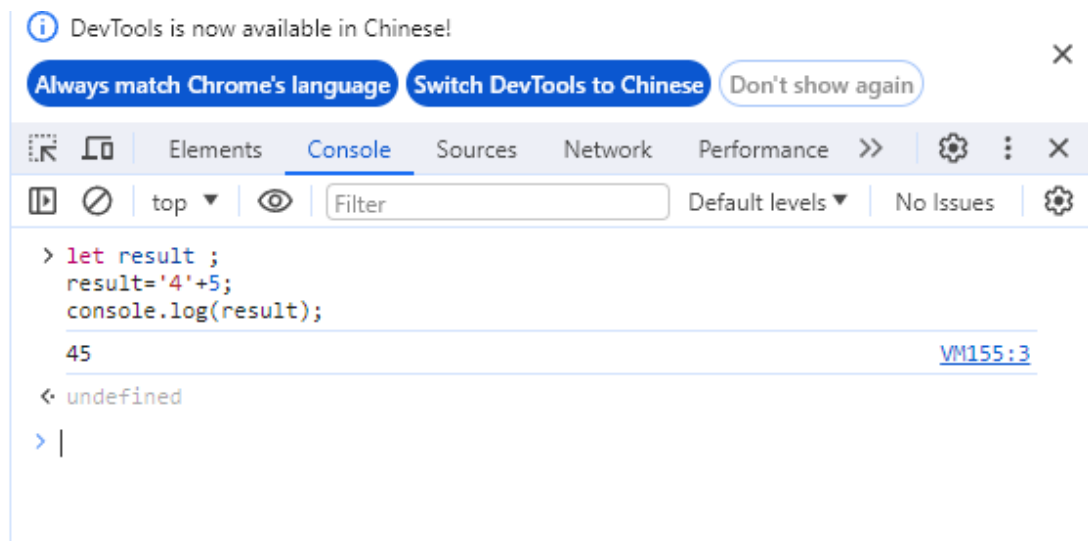 DevTools is now available in Chinese!
Always match Chrome's language Switch DevTools to Chinese Don't show again
Elements Console Sources Network Performance
top Filter Default levels No Issues
let result ;
result='4'+5;
console.log(result);
45 VM155:3
undefined